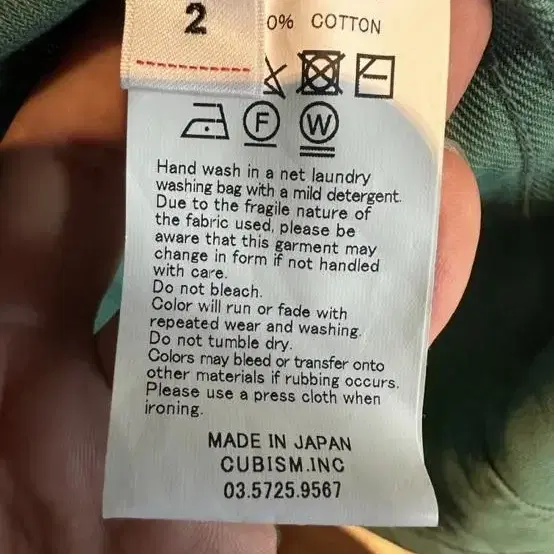 2
0% COTTON
F W
Hand wash in a net laundry
washing bag with a mild detergent.
Due to the fragile nature of
the fabric used, please be
aware that this garment may
change in form if not handled
with care.
Do not bleach.
Color will run or fade with
repeated wear and washing.
Do not tumble dry.
Colors may bleed or transfer onto
other materials if rubbing occurs.
Please use a press cloth when
ironing.
MADE IN JAPAN
CUBISM.INC
03.5725.9567